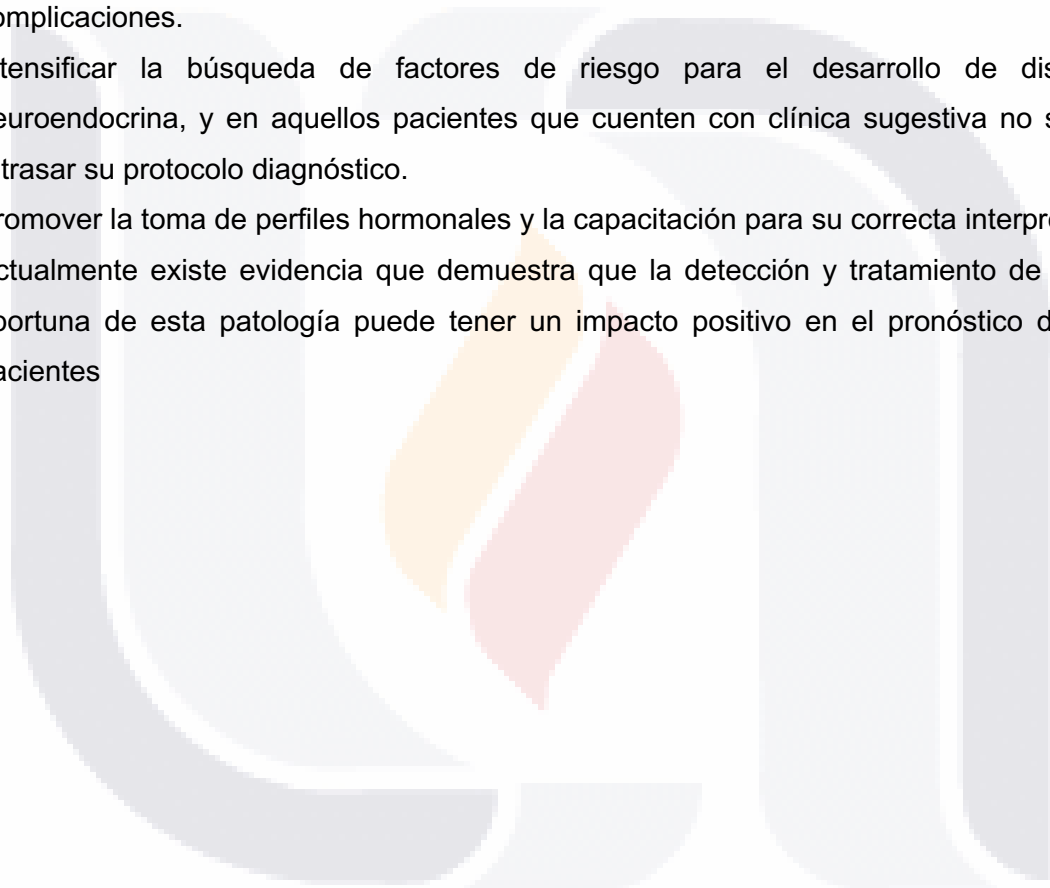 omplicaciones.
tensificar la búsqueda de factores de riesgo para el desarrollo de dis
euroendocrina, y en aquellos pacientes que cuenten con clínica sugestiva no s
trasar su protocolo diagnóstico.
romover la toma de perfiles hormonales y la capacitación para su correcta interpr
ctualmente existe evidencia que demuestra que la detección y tratamiento de
portuna de esta patología puede tener un impacto positivo en el pronóstico d
acientes